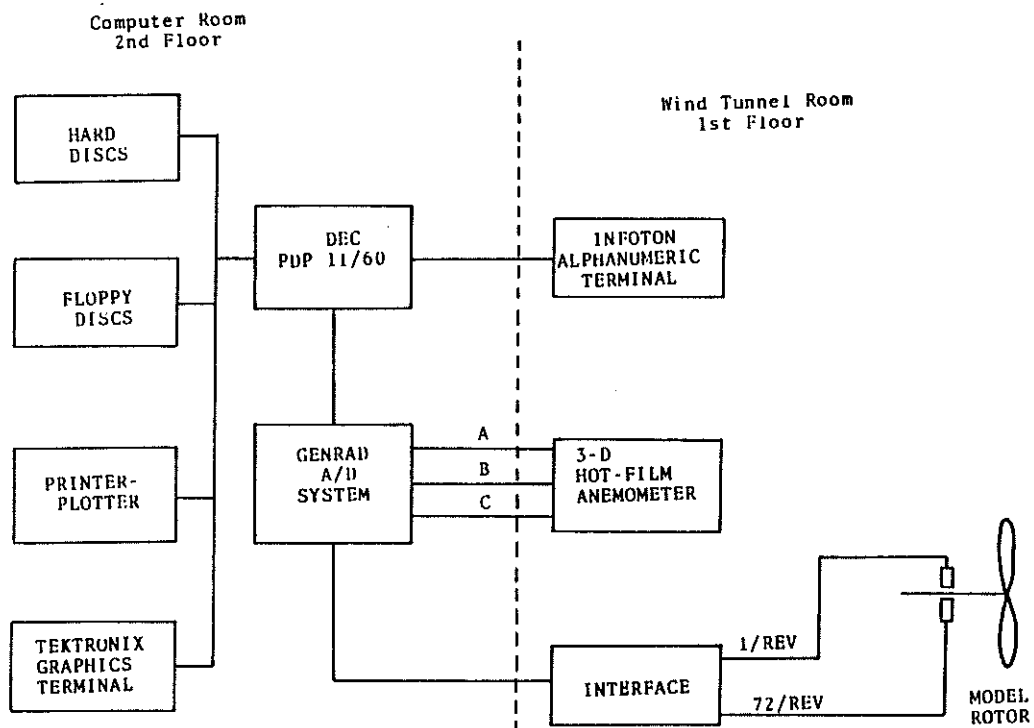 Computer Room
2nd Floor
Wind Tunnel Room
1st Floor
HARD
DISCS
DEC
PDP 11/60
INFOTON
ALPHANUMERIC
TERMINAL
FLOPPY
DISCS
GENRAD
A/D
SYSTEM
A
B
C
3-D
HOT-FILM
ANEMOMETER
PRINTER-
PLOTTER
TEKTRONIX
GRAPHICS
TERMINAL
INTERFACE
1/REV
72/REV
MODEL
ROTOR